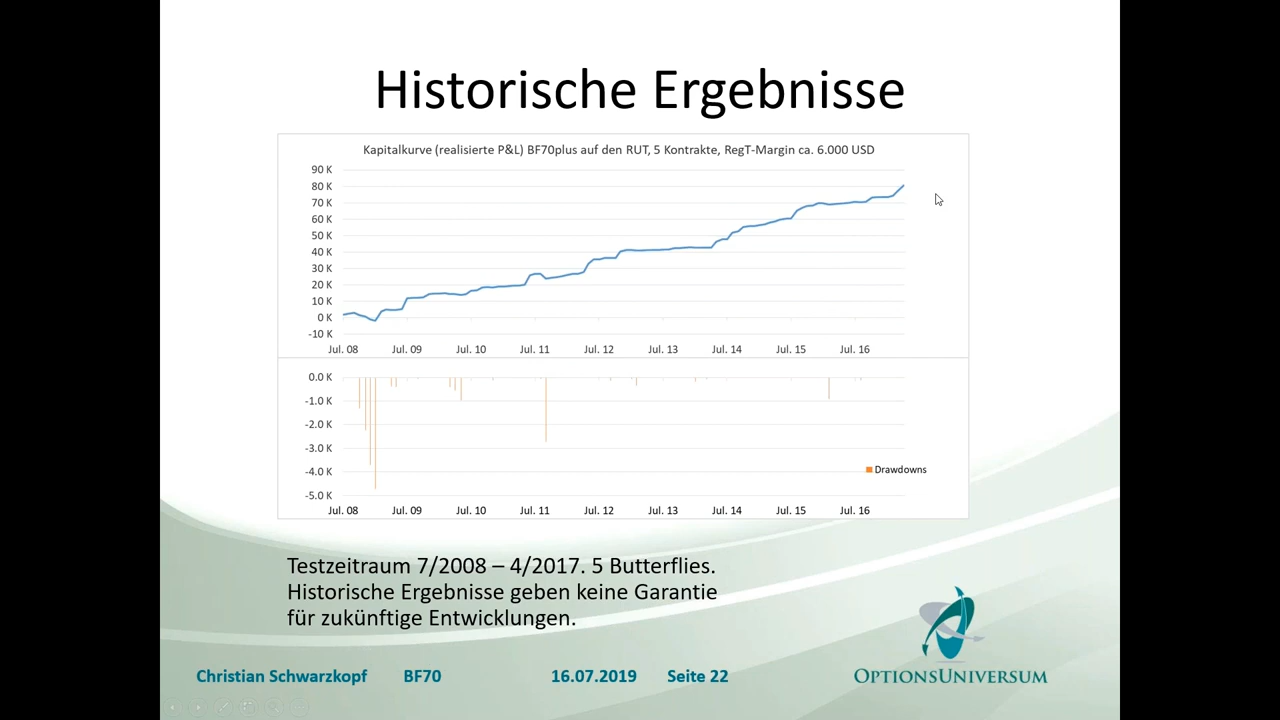 Historische Ergebnisse
Kapitalkurve (realisierte P&L) BF70plus auf den RUT, 5 Kontrakte, RegT-Margin ca. 6.000 USD
90 K
80 K
70 K
60 K
50 K
40 K
30 K
20 K
10 K
0 K
-10 K
Jul. 08 Jul. 09 Jul. 10 Jul. 11 Jul. 12 Jul. 13 Jul. 14 Jul. 15 Jul. 16
0.0 K
-1.0 K
-2.0 K
-3.0 K
-4.0 K
-5.0 K
Drawdowns
Jul. 08 Jul. 09 Jul. 10 Jul. 11 Jul. 12 Jul. 13 Jul. 14 Jul. 15 Jul. 16
Testzeitraum 7/2008 – 4/2017. 5 Butterflies.
Historische Ergebnisse geben keine Garantie
für zukünftige Entwicklungen.
Christian Schwarzkopf BF70 16.07.2019 Seite 22
OPTIONSUNIVERSUM